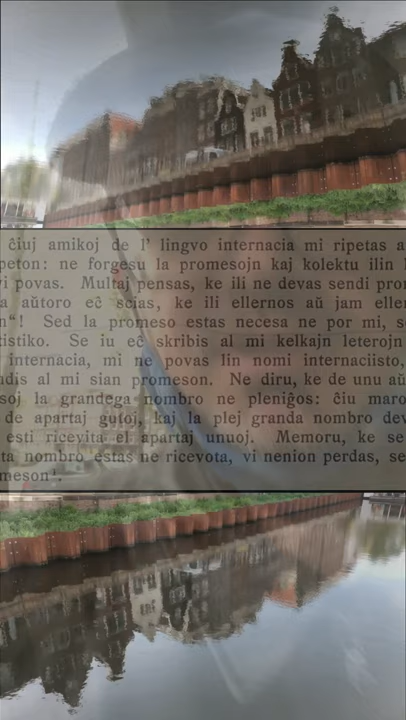 ĉiuj amikoj de l' lingvo internacia mi ripetas a
peton: ne forgesu la promesojn kaj kolektu ilin
vi povas. Multaj pensas, ke ili ne devas sendi pro
a aŭtoro eĉ scias, ke ili ellernos aŭ jam eller
n“! Sed la promeso estas necesa ne por mi, s
tistiko. Se iu eĉ skribis al mi kelkajn leterojn
internacia, mi ne povas lin nomi internaciisto,
ndis al mi sian promeson. Ne diru, ke de unu aŭ
soj la grandega nombro ne pleniĝos: ĉiu maro
de apartaj gutoj, kaj la plej granda nombro dev
esti ricevita el apartaj unuoj. Memoru, ke se
ta nombro estas ne ricevota, vi nenion perdas, se
meson'.